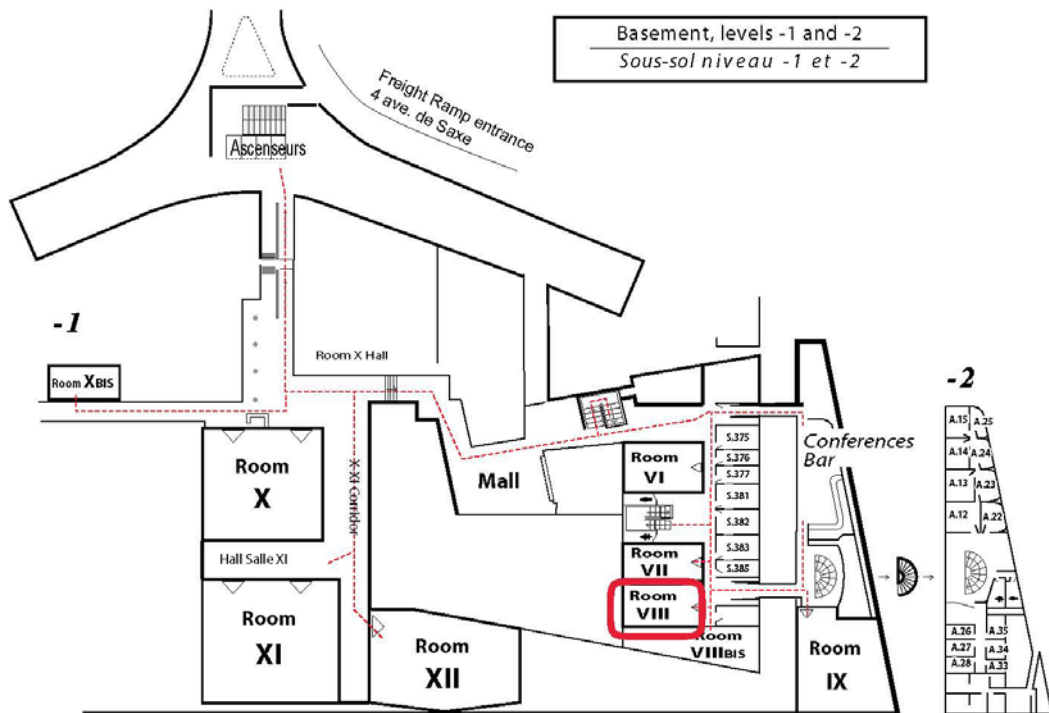 Basement, levels -1 and -2
Sous-sol niveau -1 et -2
Freight Ramp entrance
4 ave. de Saxe
Ascenseurs
-1
Room XBIS
Room X Hall
-2
Room
X
X-XI Corridor
Hall Salle XI
Room
XI
Room
XII
Mall
Room
VI
Room
VII
Room
VIII
Room
VIIIBIS
S.375
S.376
S.377
S.381
S.382
S.383
S.385
Conferences
Bar
Room
IX
A.15
A.25
A.14
A.24
A.13
A.23
A.12
A.22
A.26
A.35
A.27
A.34
A.28
A.33